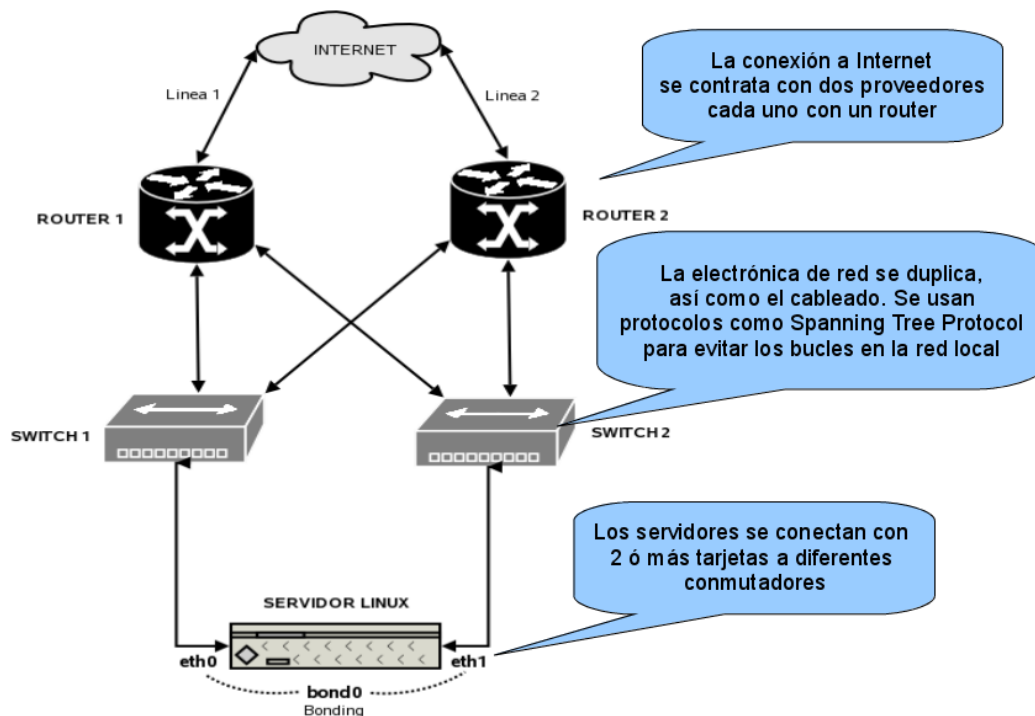 INTERNET
La conexión a Internet
se contrata con dos proveedores
cada uno con un router
Linea 1
Linea 2
ROUTER 1
ROUTER 2
La electrónica de red se duplica,
así como el cableado. Se usan
protocolos como Spanning Tree Protocol
para evitar los bucles en la red local
SWITCH 1
SWITCH 2
Los servidores se conectan con
2 ó más tarjetas a diferentes
conmutadores
SERVIDOR LINUX
eth0
eth1
bond0
Bonding